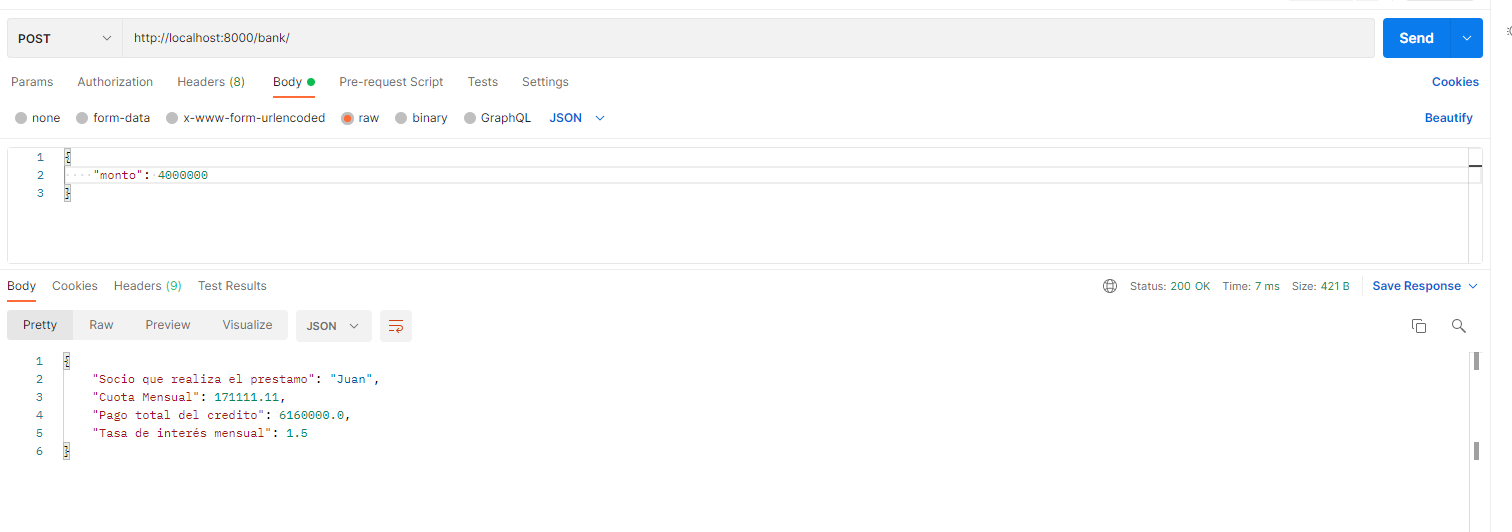 POST http://localhost:8000/bank/ Send
Params Authorization Headers (8) Body Pre-request Script Tests Settings Cookies
none form-data x-www-form-urlencoded raw binary GraphQL JSON Beautify
1 {
2 "monto": 4000000
3 }
Body Cookies Headers (9) Test Results Status: 200 OK Time: 7 ms Size: 421 B Save Response
Pretty Raw Preview Visualize JSON
1 {
2 "Socio que realiza el prestamo": "Juan",
3 "Cuota Mensual": 171111.11,
4 "Pago total del credito": 6160000.0,
5 "Tasa de interés mensual": 1.5
6 }